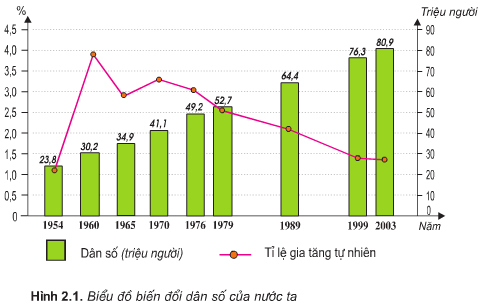 % Triệu người
4,5 90
4,0 80
3,5 70
3,0 60
2.5 50
2.0 40
1,5 30
1,0 20
0,5 10
0 0
23,8 30,2 34,9 41,1 49,2 52,7 64,4 76,3 80,9
1954 1960 1965 1970 1976 1979 1989 1999 2003 Năm
Dân số (triệu người) Tỉ lệ gia tăng tự nhiên
Hình 2.1. Biểu đồ biến đổi dân số của nước ta